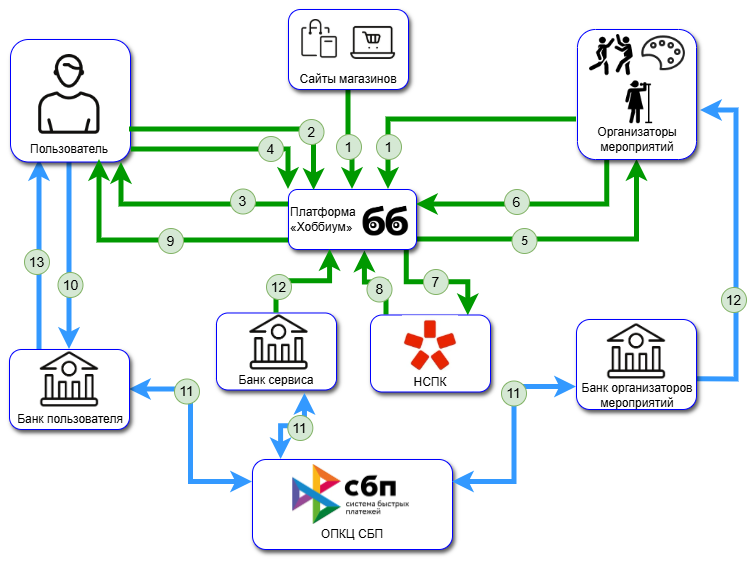 Сайты магазинов
Пользователь
Организаторы
мероприятий
2
4
1
1
12
3
6
Платформа
«Хоббиум»
бб
9
5
13
10
12
8
7
12
Банк пользователя
Банк сервиса
НСПК
Банк организаторов
мероприятий
11
11
11
сбп
система быстрых
платежей
ОПКЦ СБП